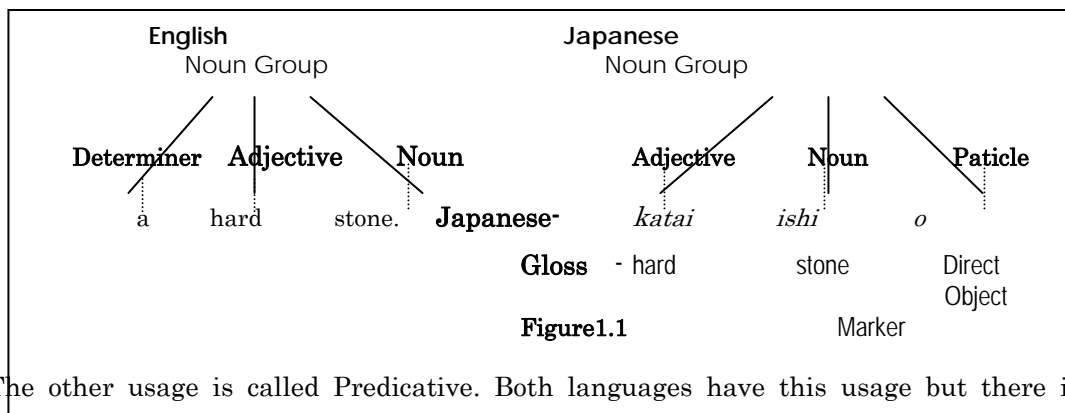 English Japanese
Noun Group Noun Group
Determiner Adjective Noun Adjective Noun Paticle
a hard stone. Japanese- katai ishi o
Gloss - hard stone Direct
Object
Figure1.1 Marker
The other usage is called Predicative. Both languages have this usage but there i